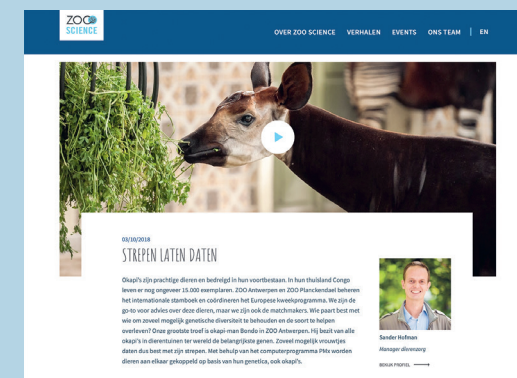 ZOO
SCIENCE
OVER ZOO SCIENCE VERHALEN EVENTS ONS TEAM | EN
03/10/2018
STREPEN LATEN DATEN
Okapi's zijn prachtige dieren en bedreigd in hun voortbestaan. In hun thuisland Congo
leven er nog ongeveer 15.000 exemplaren. ZOO Antwerpen en ZOO Planckendael beheren
het internationale stamboek en coördineren het Europese kweekprogramma. We zijn de
go-to voor advies over dieren, maar we zijn ook de matchmakers. Wie paart best met
wie om zoveel mogelijk genetische diversiteit te behouden en de soort te helpen
overleven? Onze grootste troef is okapi-man Bondo in ZOO Antwerpen. Hij bezit van alle
okapi's in dierentuinen ter wereld de belangrijkste genen. Zoveel mogelijk vrouwtjes
daten dus best met zijn strepen. Met behulp van het computerprogramma PMx worden
dieren aan elkaar gekoppeld op basis van hun genetica, ook okapi's.
Sander Hofman
Manager dierenzorg
BEKIJK PROFIEL